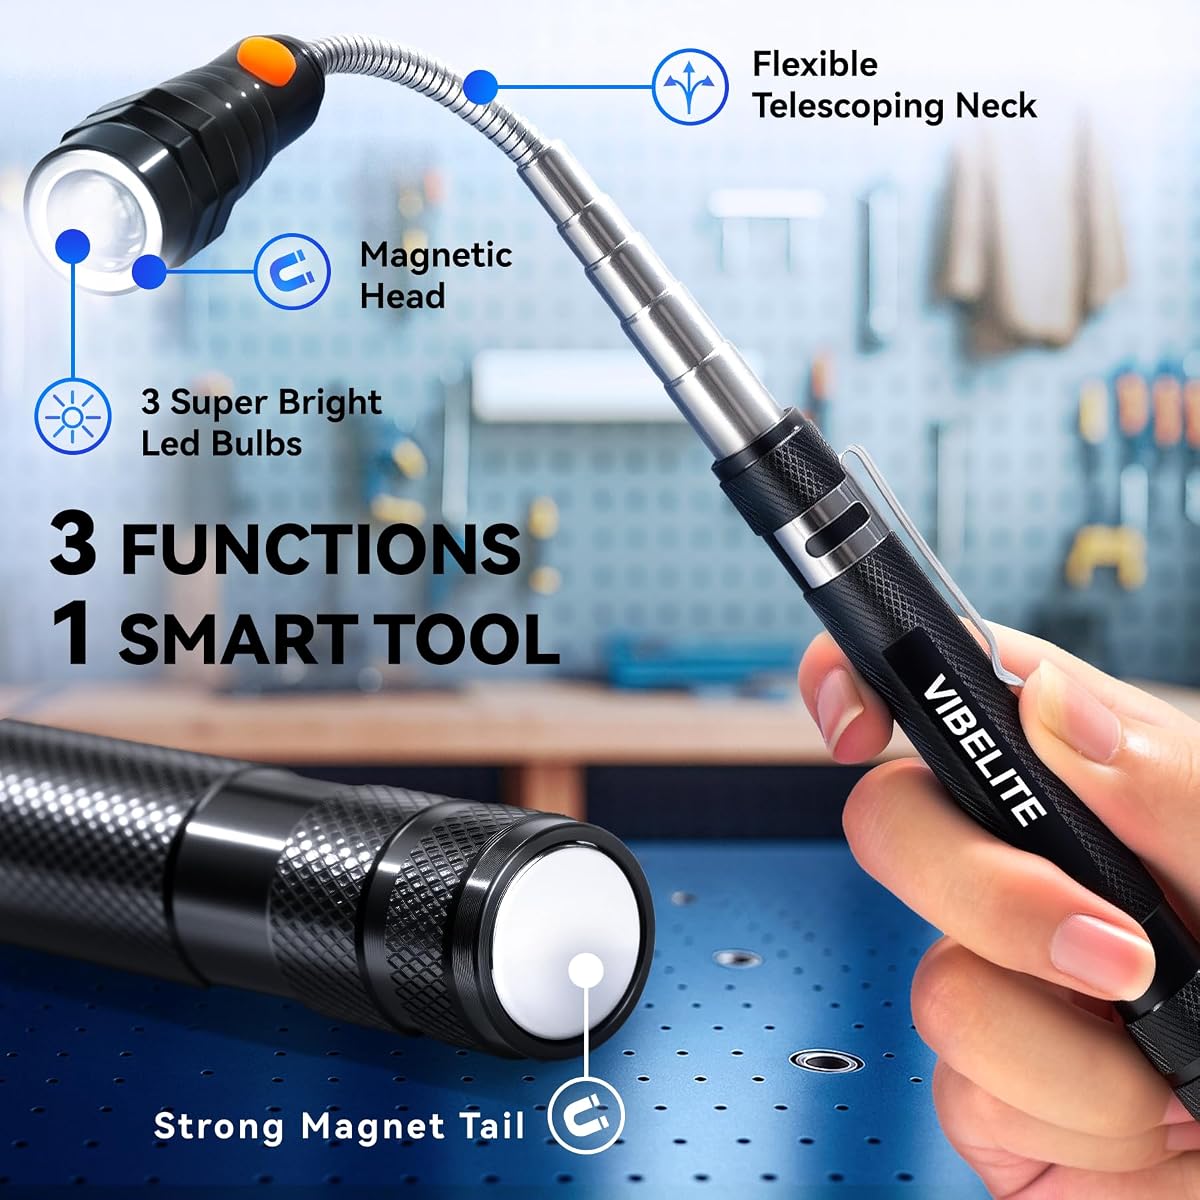 Flexible
Telescoping Neck
Magnetic
Head
3 Super Bright
Led Bulbs
3 FUNCTIONS
1 SMART TOOL
VIBELITE
Strong Magnet Tail